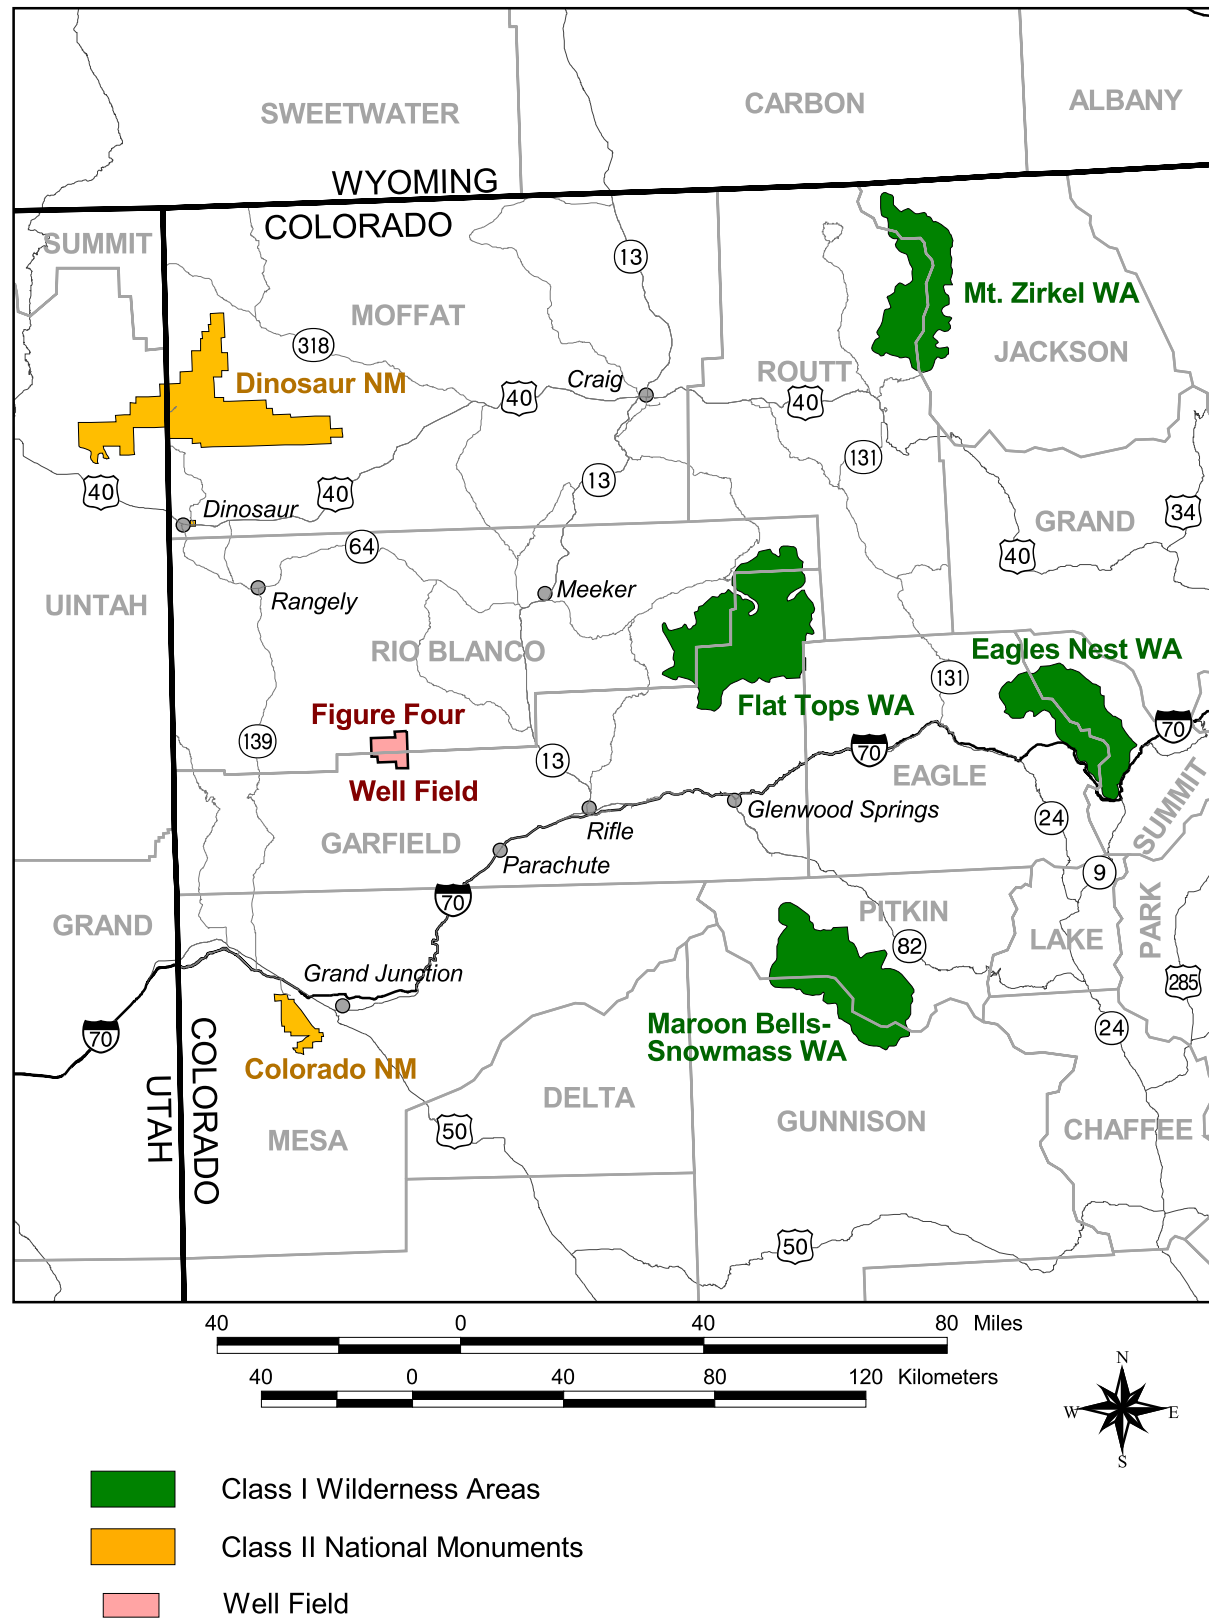 SWEETWATER
CARBON
ALBANY
WYOMING
COLORADO
SUMMIT
13
Mt. Zirkel WA
MOFFAT
318
JACKSON
ROUTT
Dinosaur NM
Craig
40
40
131
13
40
40
Dinosaur
34
GRAND
40
64
Meeker
Rangely
UINTAH
RIO BLANCO
Eagles Nest WA
131
Flat Tops WA
Figure Four
70
139
70
13
EAGLE
Well Field
SUMMIT
Glenwood Springs
24
Rifle
GARFIELD
Parachute
9
70
PITKIN
GRAND
LAKE
PARK
82
Grand Junction
285
70
Maroon Bells-
Snowmass WA
24
COLORADO
UTAH
Colorado NM
DELTA
GUNNISON
CHAFFEE
50
MESA
50
40 0 40 80 Miles
40 0 40 80 120 Kilometers
N
W E
S
Class I Wilderness Areas
Class II National Monuments
Well Field